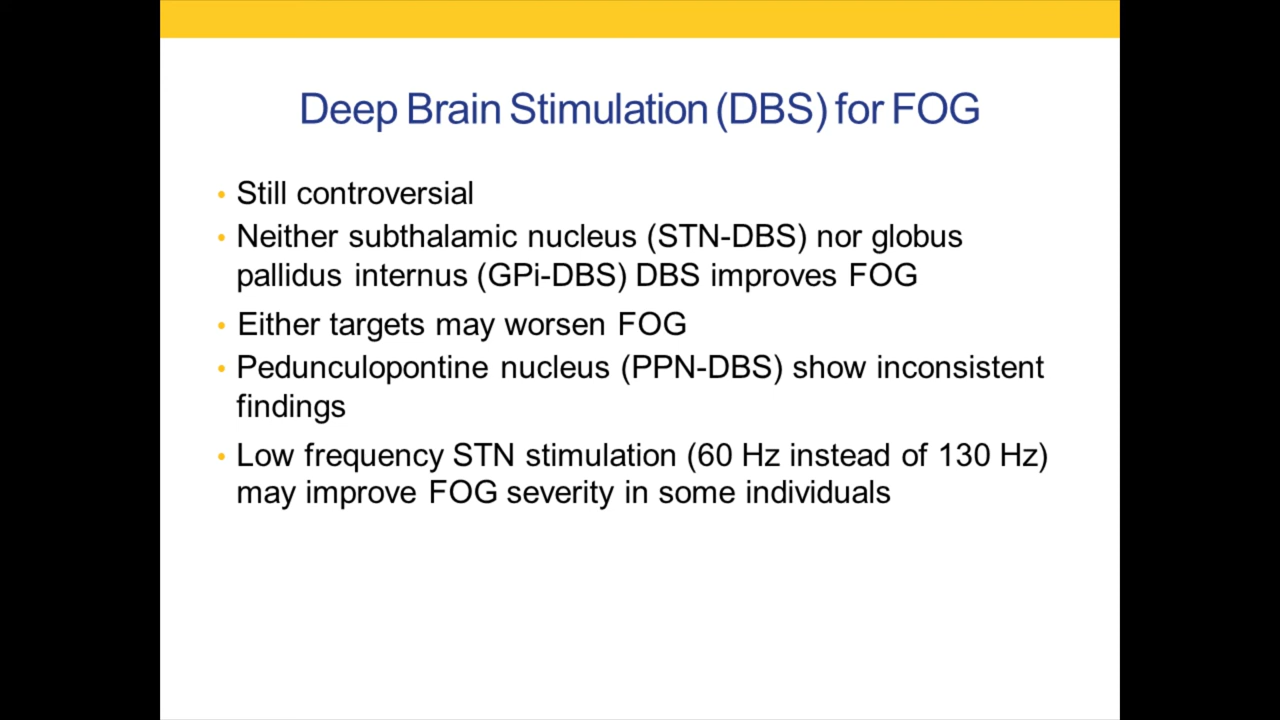 Deep Brain Stimulation (DBS) for FOG
• Still controversial
• Neither subthalamic nucleus (STN-DBS) nor globus
pallidus internus (GPi-DBS) DBS improves FOG
• Either targets may worsen FOG
• Pedunculopontine nucleus (PPN-DBS) show inconsistent
findings
• Low frequency STN stimulation (60 Hz instead of 130 Hz)
may improve FOG severity in some individuals